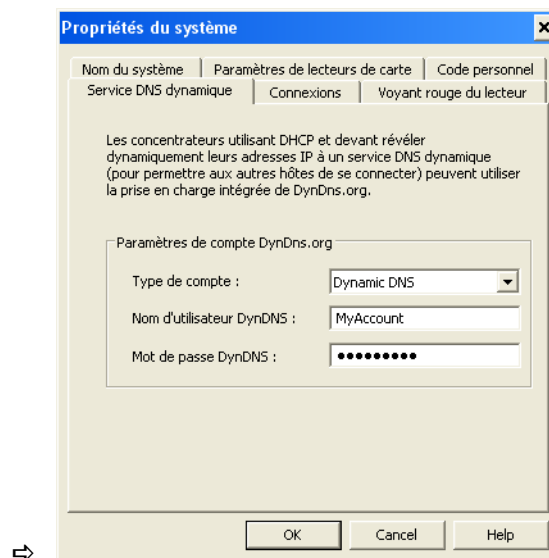 Propriétés du système
Nom du système Paramètres de lecteurs de carte Code personnel
Service DNS dynamique Connexions Voyant rouge du lecteur
Les concentrateurs utilisant DHCP et devant révéler
dynamiquement leurs adresses IP à un service DNS dynamique
(pour permettre aux autres hôtes de se connecter) peuvent utiliser
la prise en charge intégrée de DynDns.org.
Paramètres de compte DynDns.org
Type de compte : Dynamic DNS
Nom d'utilisateur DynDNS : MyAccount
Mot de passe DynDNS : •••••••••
OK Cancel Help